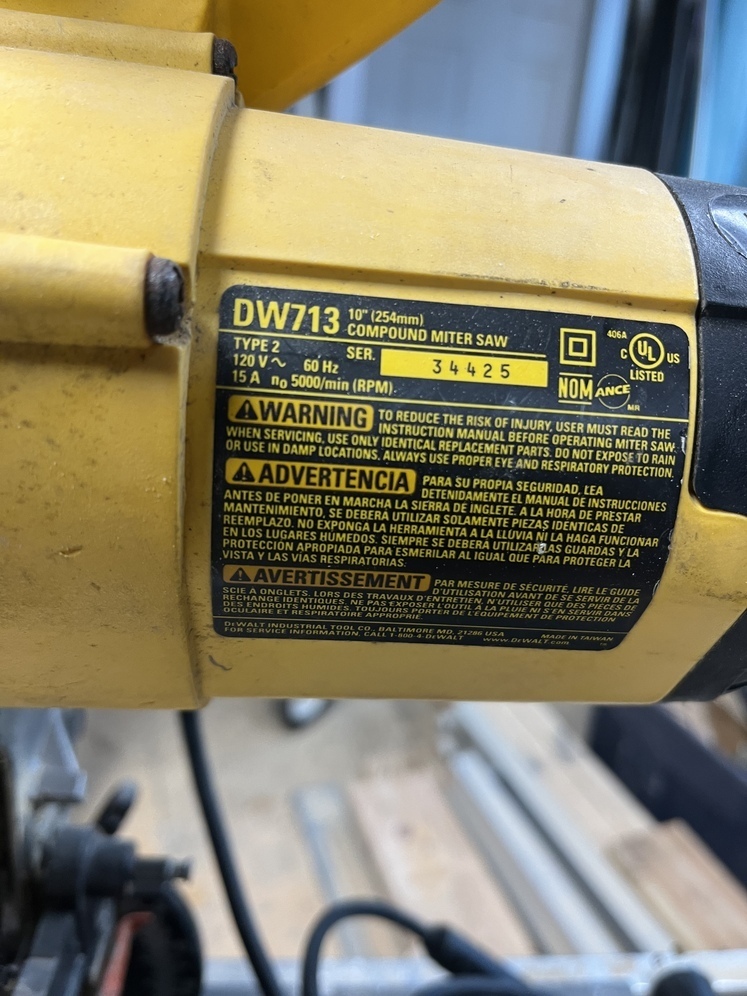 DW713 10" (254mm)
COMPOUND MITER SAW
TYPE 2 SER. 34425
120 V ~ 60 Hz
15 A n₀ 5000/min (RPM).
406A
C UL US
LISTED
NOM ANCE
MR
WARNING TO REDUCE THE RISK OF INJURY, USER MUST READ THE
INSTRUCTION MANUAL BEFORE OPERATING MITER SAW.
WHEN SERVICING, USE ONLY IDENTICAL REPLACEMENT PARTS. DO NOT EXPOSE TO RAIN
OR USE IN DAMP LOCATIONS. ALWAYS USE PROPER EYE AND RESPIRATORY PROTECTION.
ADVERTENCIA PARA SU PROPIA SEGURIDAD, LEA
DETENIDAMENTE EL MANUAL DE INSTRUCCIONES
ANTES DE PONER EN MARCHA LA SIERRA DE INGLETE. A LA HORA DE PRESTAR
MANTENIMIENTO, SE DEBERÁ UTILIZAR SOLAMENTE PIEZAS IDENTICAS DE
REEMPLAZO. NO EXPONGA LA HERRAMIENTA A LA LLÚVIA NI LA HAGA FUNCIONAR
EN LOS LUGARES HÚMEDOS. SIEMPRE SE DEBERÁ UTILIZAR LAS GUARDAS Y LA
PROTECCIÓN APROPIADA PARA ESMERILAR AL IGUAL QUE PARA PROTEGER LA
VISTA Y LAS VIAS RESPIRATORIAS.
AVERTISSEMENT PAR MESURE DE SÉCURITÉ, LIRE LE GUIDE
D'UTILISATION AVANT DE SE SERVIR DE LA
SCIE A ONGLETS. LORS DES TRAVAUX D'ENTRETIEN, N'UTILISER QUE DES PIECES DE
RECHANGE IDENTIQUES. NE PAS EXPOSER L'OUTIL À LA PLUIE NI S'EN SERVIR DANS
DES ENDROITS HUMIDES. TOUJOURS PORTER DE L'ÉQUIPEMENT DE PROTECTION
OCULAIRE ET RESPIRATOIRE APROPRIE.
DEWALT INDUSTRIAL TOOL CO., BALTIMORE MD, 21286 USA MADE IN TAIWAN
FOR SERVICE INFORMATION, CALL 1-800-4-DEWALT www.DEWALT.com